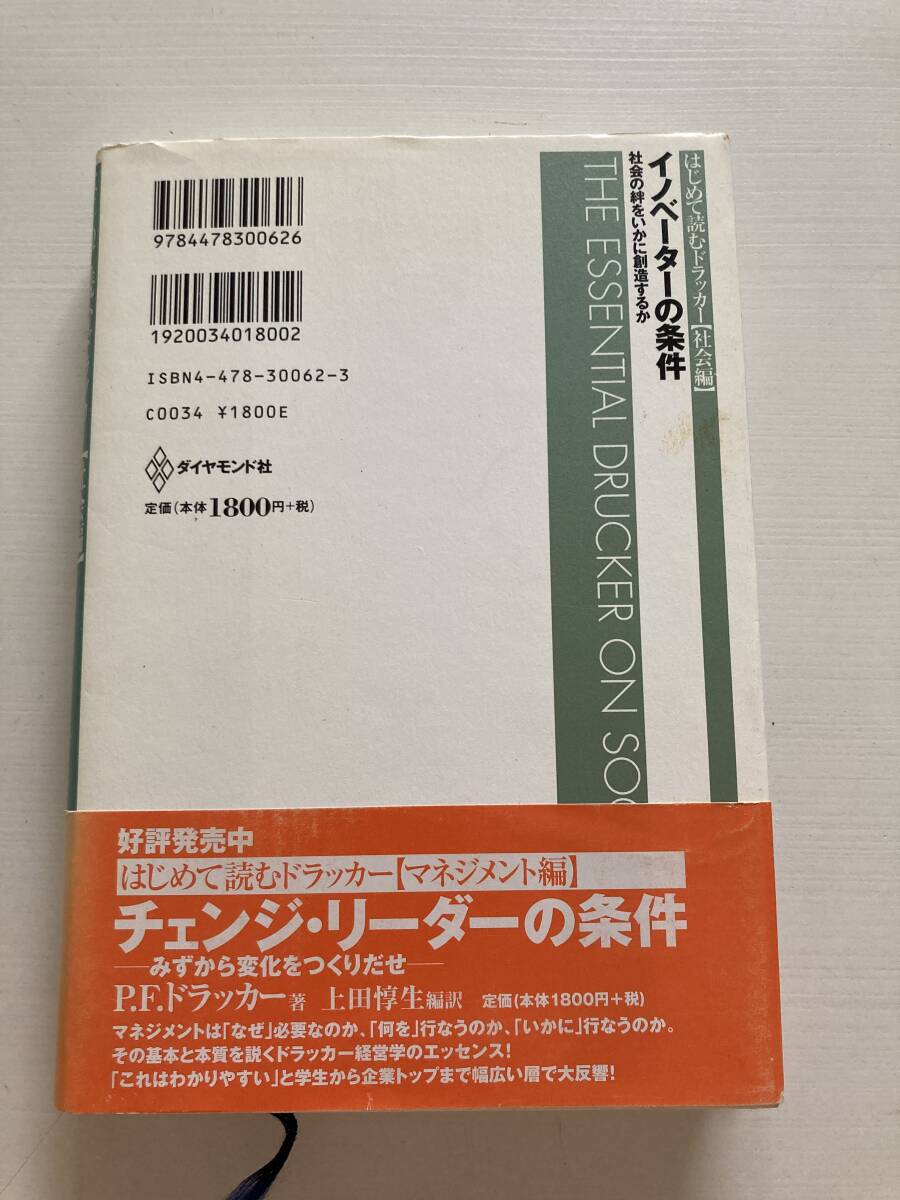 はじめて読むドラッカー【社会編】
イノベーターの条件
社会の絆をいかに創造するか
THE ESSENTIAL DRUCKER ON SOC
9784478300626
1920034018002
ISBN4-478-30062-3
C0034 ¥1800E
ダイヤモンド社
定価(本体1800円+税)
好評発売中
はじめて読むドラッカー【マネジメント編】
チェンジ・リーダーの条件
―みずから変化をつくりだせ―
P.F.ドラッカー著 上田惇生編訳 定価(本体1800円+税)
マネジメントは「なぜ」必要なのか、「何を」行なうのか、「いかに」行なうのか。
その基本と本質を説くドラッカー経営学のエッセンス!
「これはわかりやすい」と学生から企業トップまで幅広い層で大反響!